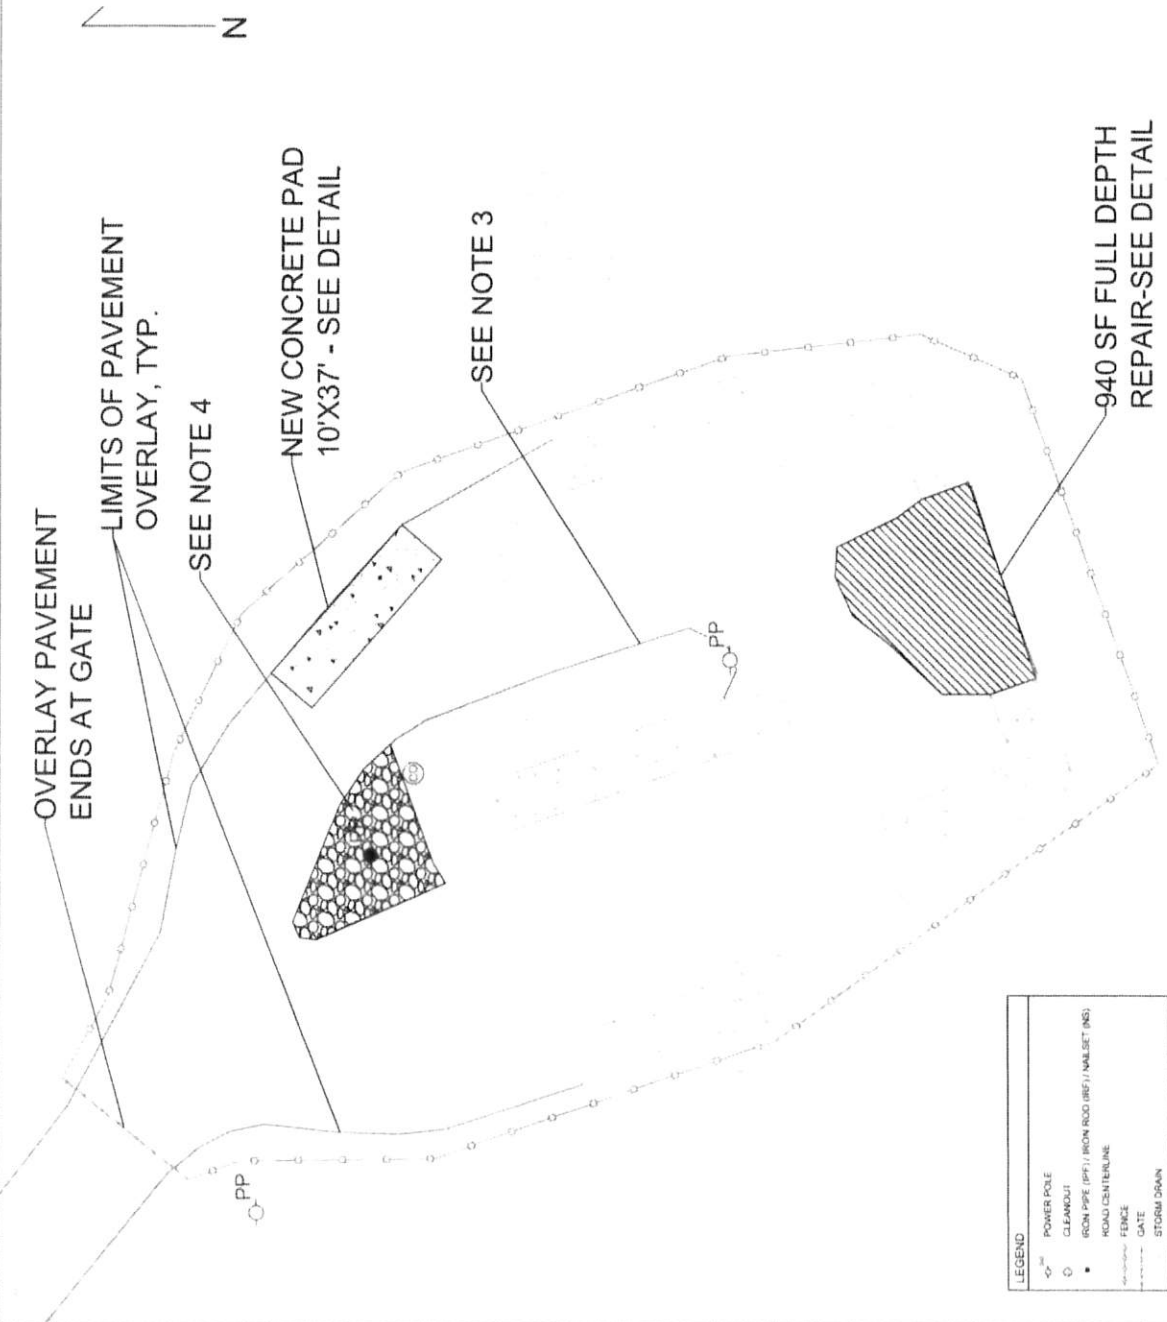 N
OVERLAY PAVEMENT
ENDS AT GATE
LIMITS OF PAVEMENT
OVERLAY, TYP.
SEE NOTE 4
NEW CONCRETE PAD
10'X37' - SEE DETAIL
SEE NOTE 3
940 SF FULL DEPTH
REPAIR-SEE DETAIL
PP
PP
CO
LEGEND
POWER POLE
CLEANOUT
IRON PIPE (IPF) / IRON ROD (IRF) / NAILSET (NS)
ROAD CENTERLINE
FENCE
GATE
STORM DRAIN